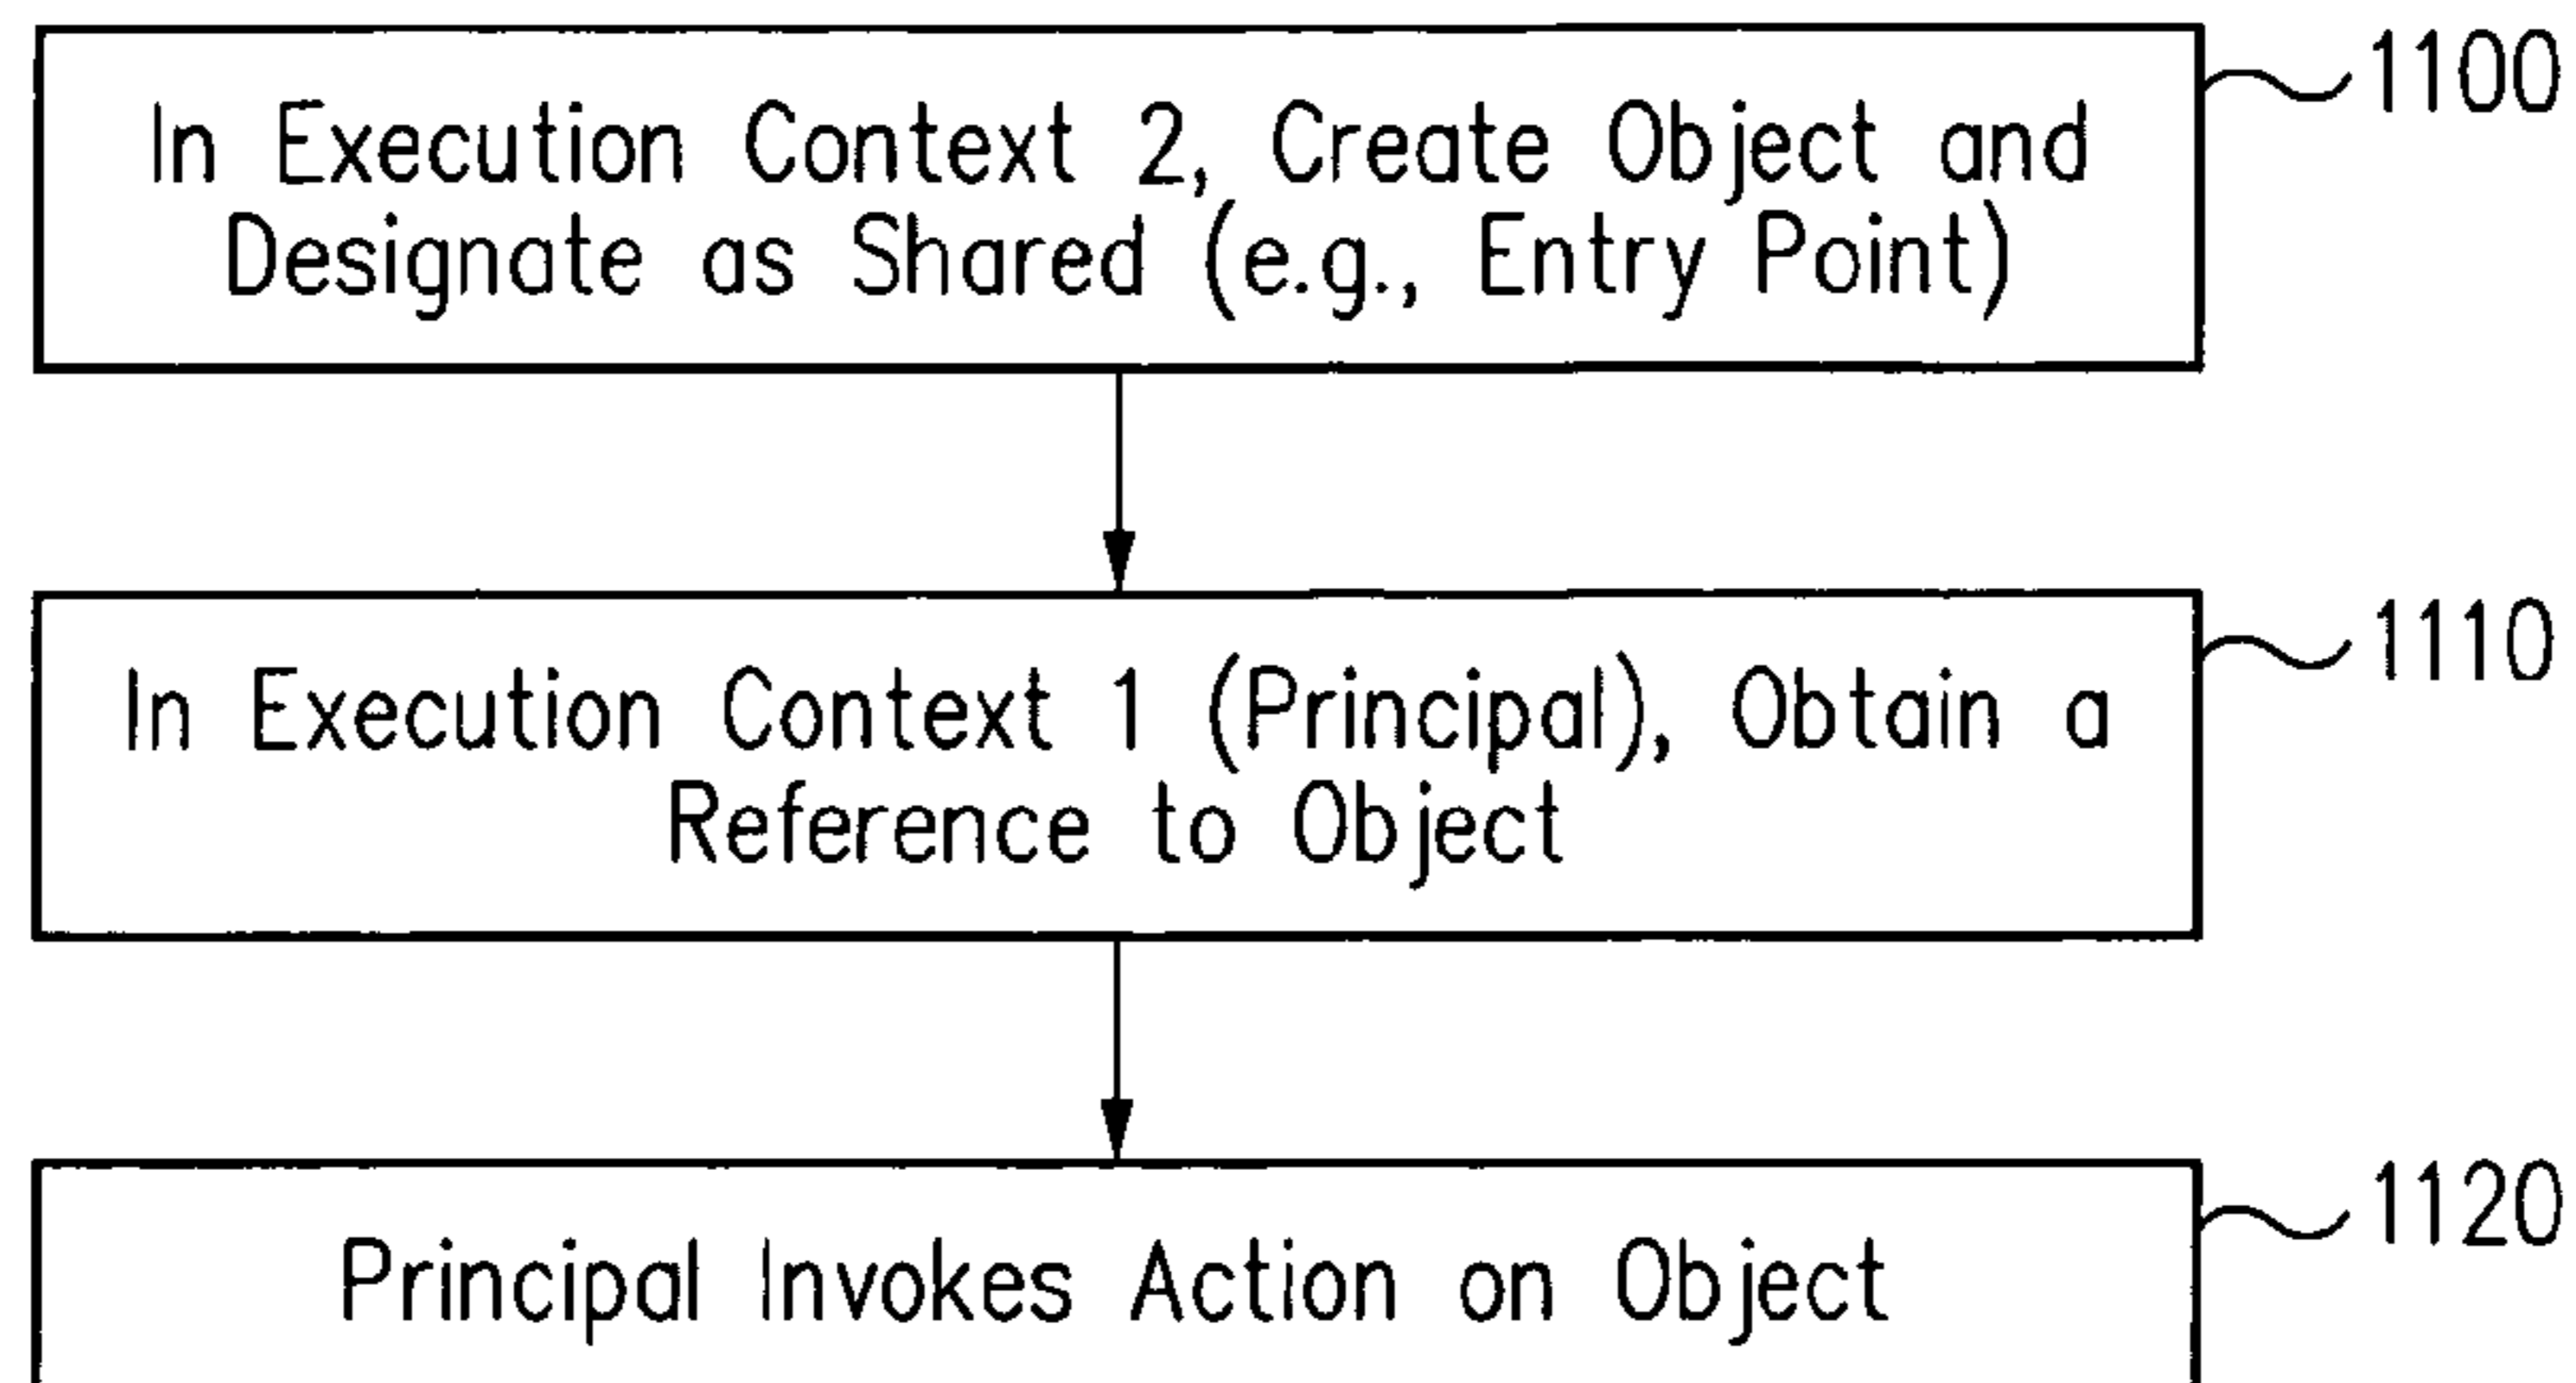 In Execution Context 2, Create Object and
Designate as Shared (e.g., Entry Point)
1100
In Execution Context 1 (Principal), Obtain a
Reference to Object
1110
Principal Invokes Action on Object
1120